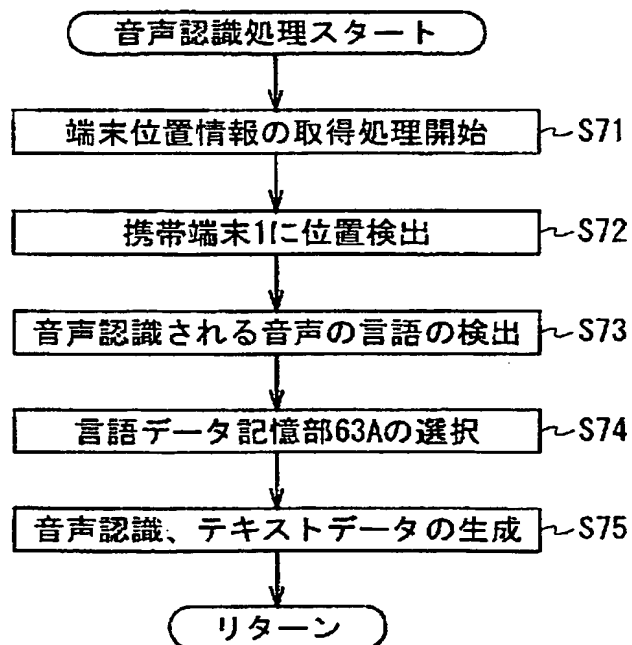 音声認識処理スタート
端末位置情報の取得処理開始 S71
携帯端末1に位置検出 S72
音声認識される音声の言語の検出 S73
言語データ記憶部63Aの選択 S74
音声認識、テキストデータの生成 S75
リターン